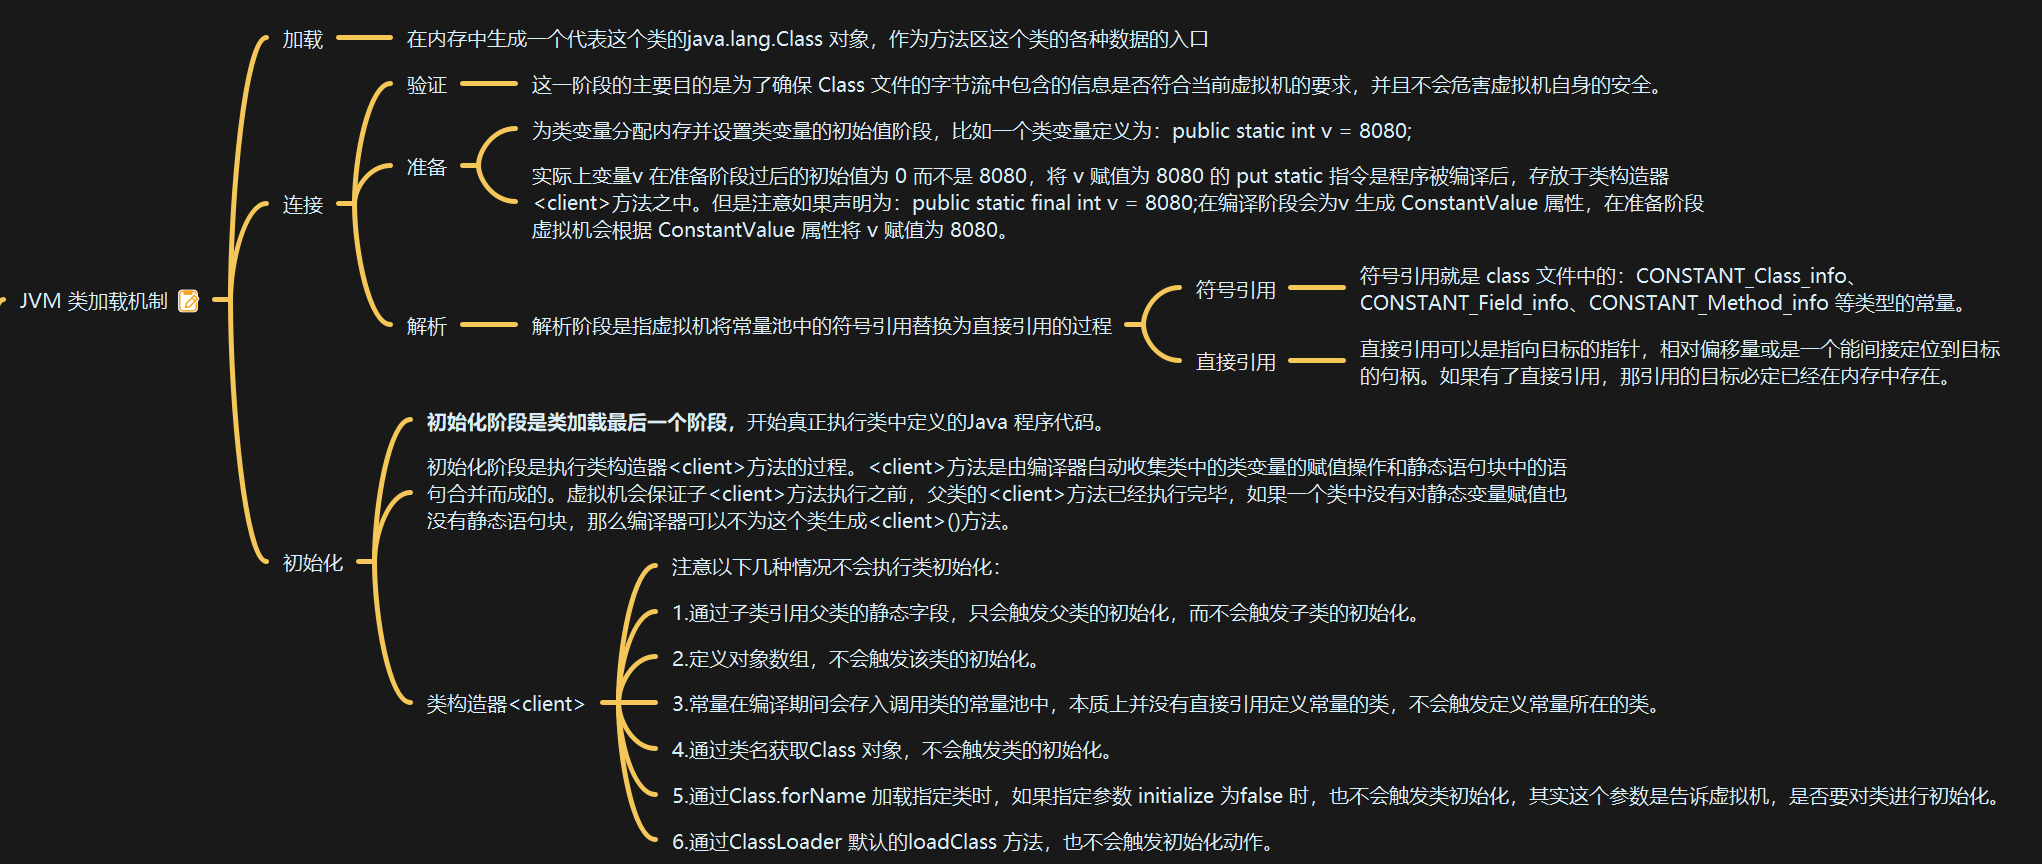 JVM 类加载机制
加载
在内存中生成一个代表这个类的java.lang.Class 对象，作为方法区这个类的各种数据的入口
连接
验证
这一阶段的主要目的是为了确保 Class 文件的字节流中包含的信息是否符合当前虚拟机的要求，并且不会危害虚拟机自身的安全。
准备
为类变量分配内存并设置类变量的初始值阶段，比如一个类变量定义为：public static int v = 8080;
实际上变量v 在准备阶段过后的初始值为 0 而不是 8080，将 v 赋值为 8080 的 put static 指令是程序被编译后，存放于类构造器
<client>方法之中。但是注意如果声明为：public static final int v = 8080;在编译阶段会为v 生成 ConstantValue 属性，在准备阶段
虚拟机会根据 ConstantValue 属性将 v 赋值为 8080。
解析
解析阶段是指虚拟机将常量池中的符号引用替换为直接引用的过程
符号引用
符号引用就是 class 文件中的：CONSTANT_Class_info、
CONSTANT_Field_info、CONSTANT_Method_info 等类型的常量。
直接引用
直接引用可以是指向目标的指针，相对偏移量或是一个能间接定位到目标
的句柄。如果有了直接引用，那引用的目标必定已经在内存中存在。
初始化
初始化阶段是类加载最后一个阶段，开始真正执行类中定义的Java 程序代码。
初始化阶段是执行类构造器<client>方法的过程。<client>方法是由编译器自动收集类中的类变量的赋值操作和静态语句块中的语
句合并而成的。虚拟机会保证子<client>方法执行之前，父类的<client>方法已经执行完毕，如果一个类中没有对静态变量赋值也
没有静态语句块，那么编译器可以不为这个类生成<client>()方法。
类构造器<client>
注意以下几种情况不会执行类初始化：
1.通过子类引用父类的静态字段，只会触发父类的初始化，而不会触发子类的初始化。
2.定义对象数组，不会触发该类的初始化。
3.常量在编译期间会存入调用类的常量池中，本质上并没有直接引用定义常量的类，不会触发定义常量所在的类。
4.通过类名获取Class 对象，不会触发类的初始化。
5.通过Class.forName 加载指定类时，如果指定参数 initialize 为false 时，也不会触发类初始化，其实这个参数是告诉虚拟机，是否要对类进行初始化。
6.通过ClassLoader 默认的loadClass 方法，也不会触发初始化动作。